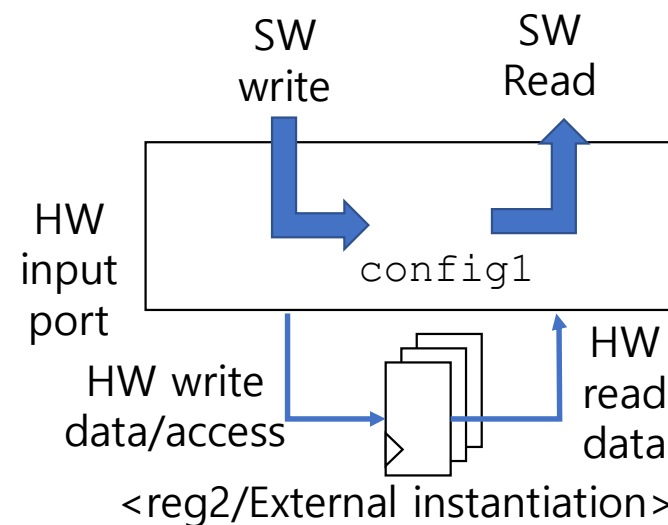 SW
write
SW
Read
HW
input
port
config1
HW write
data/access
HW
read
data
<reg2/External instantiation>